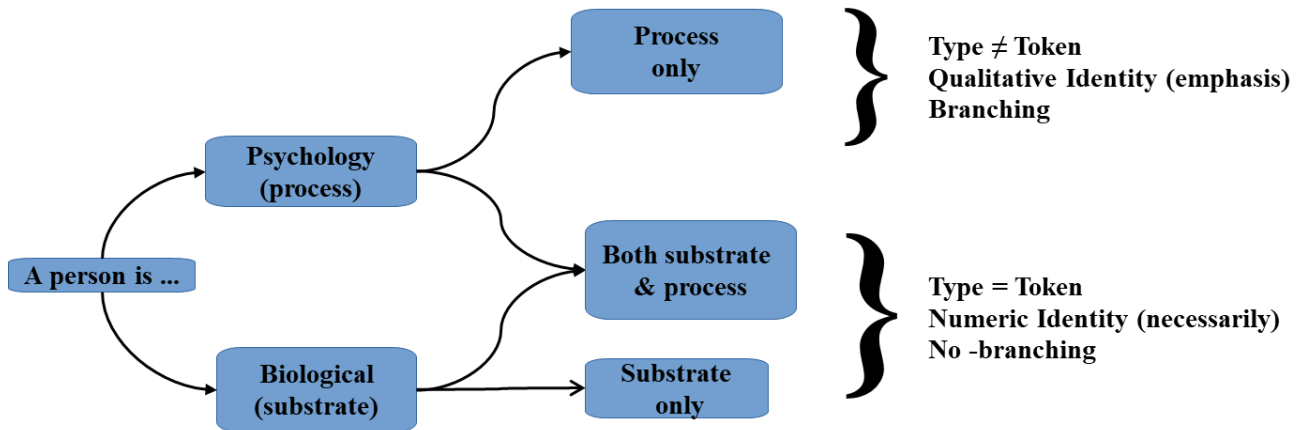 A person is ...
Psychology
(process)
Biological
(substrate)
Process
only
Both substrate
& process
Substrate
only
Type ≠ Token
Qualitative Identity (emphasis)
Branching
Type = Token
Numeric Identity (necessarily)
No -branching